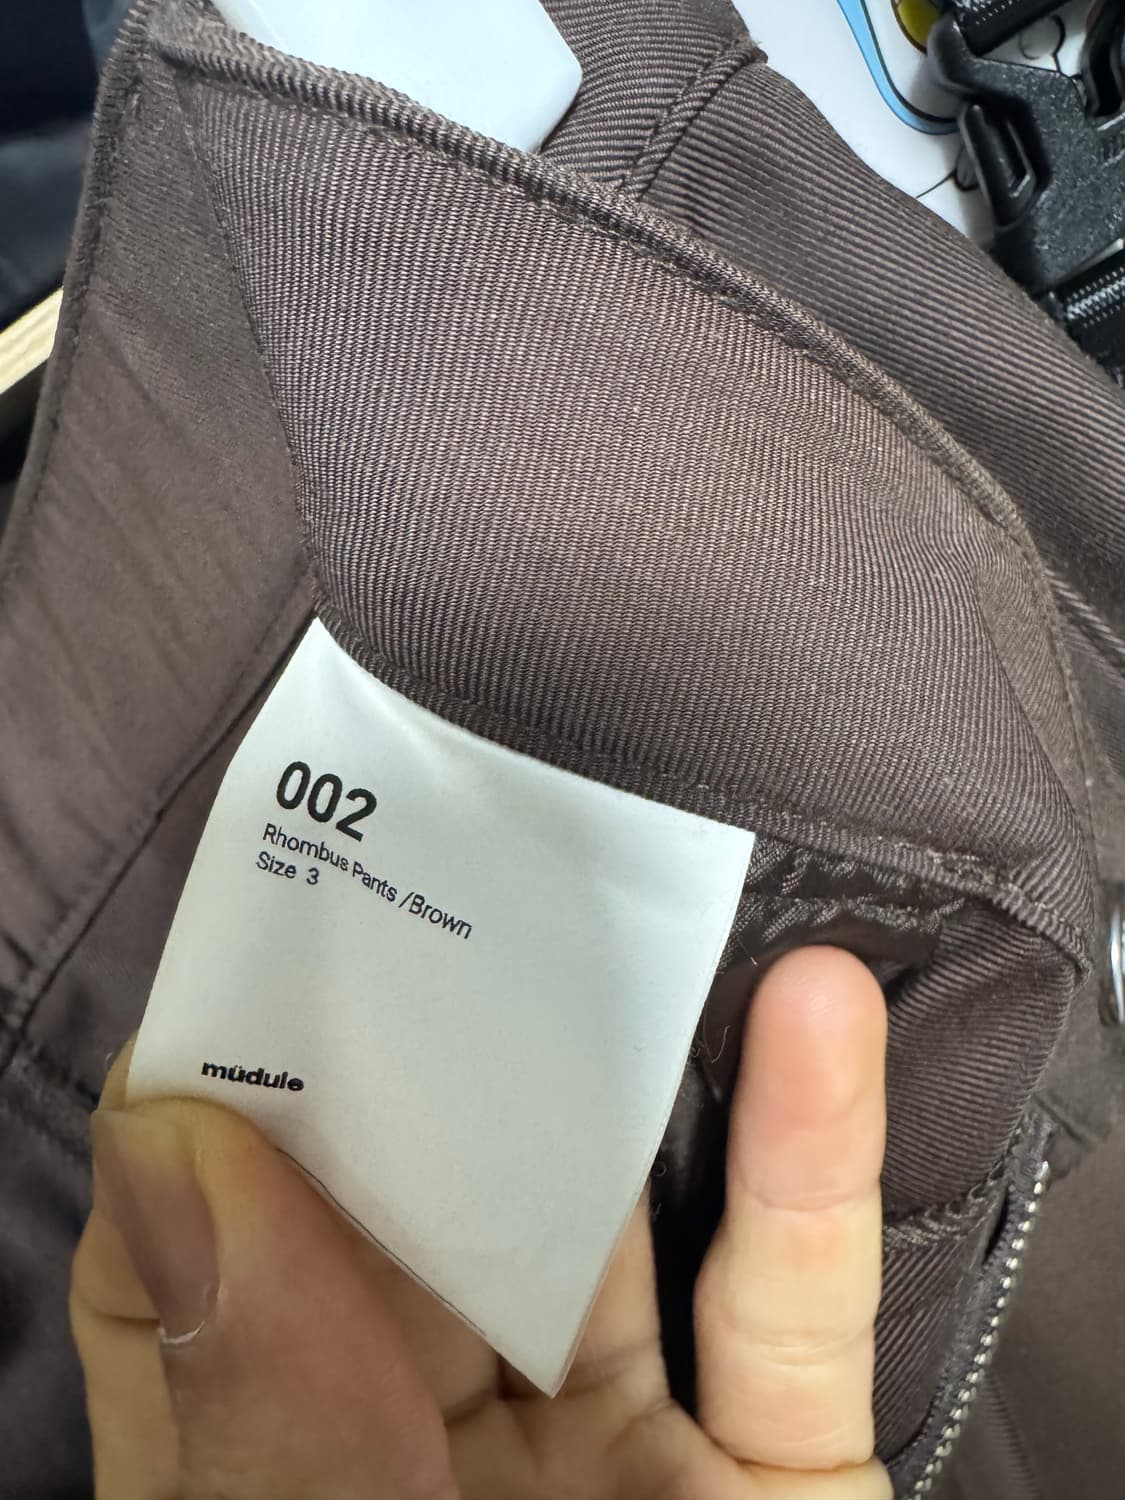 002
Rhombus Pants /Brown
Size 3
müdule